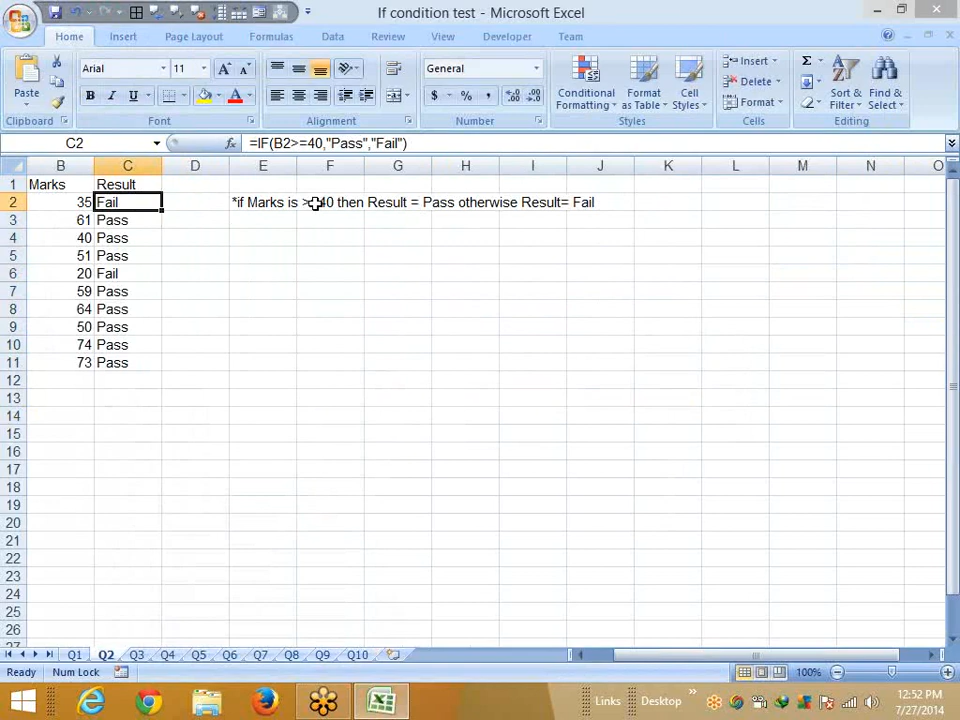 If condition test - Microsoft Excel
Home Insert Page Layout Formulas Data Review View Developer Team
Paste
Arial 11
B I U A
General
$ % ,
Conditional Formatting
Format as Table
Cell Styles
Insert
Delete
Format
Σ
Sort & Filter
Find & Select
Clipboard Font Alignment Number Styles Cells Editing
C2 fx =IF(B2>=40,"Pass","Fail")
B C D E F G H I J K L M N O
1 Marks Result
2 35 Fail *if Marks is > 40 then Result = Pass otherwise Result= Fail
3 61 Pass
4 40 Pass
5 51 Pass
6 20 Fail
7 59 Pass
8 64 Pass
9 50 Pass
10 74 Pass
11 73 Pass
12
13
14
15
16
17
18
19
20
21
22
23
24
25
26
27
Q1 Q2 Q3 Q4 Q5 Q6 Q7 Q8 Q9 Q10
Ready Num Lock 100%
Links Desktop
12:52 PM
7/27/2014